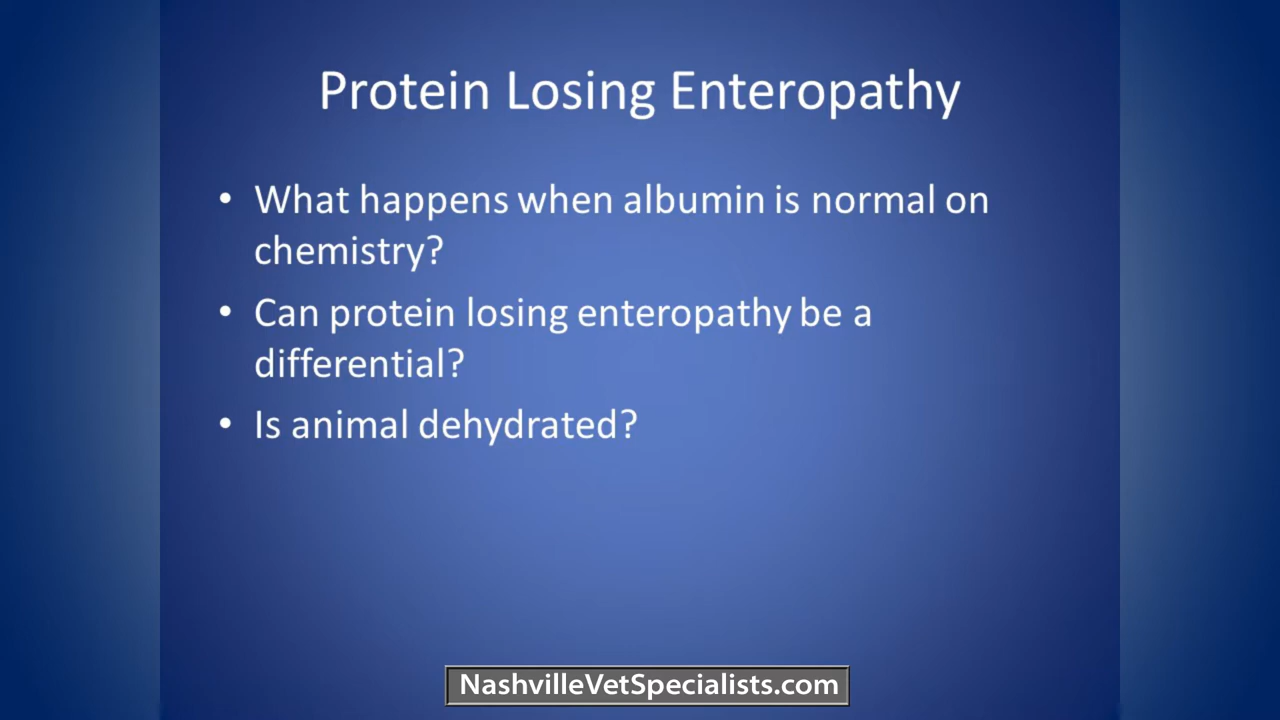 Protein Losing Enteropathy
• What happens when albumin is normal on
chemistry?
• Can protein losing enteropathy be a
differential?
• Is animal dehydrated?
NashvilleVetSpecialists.com